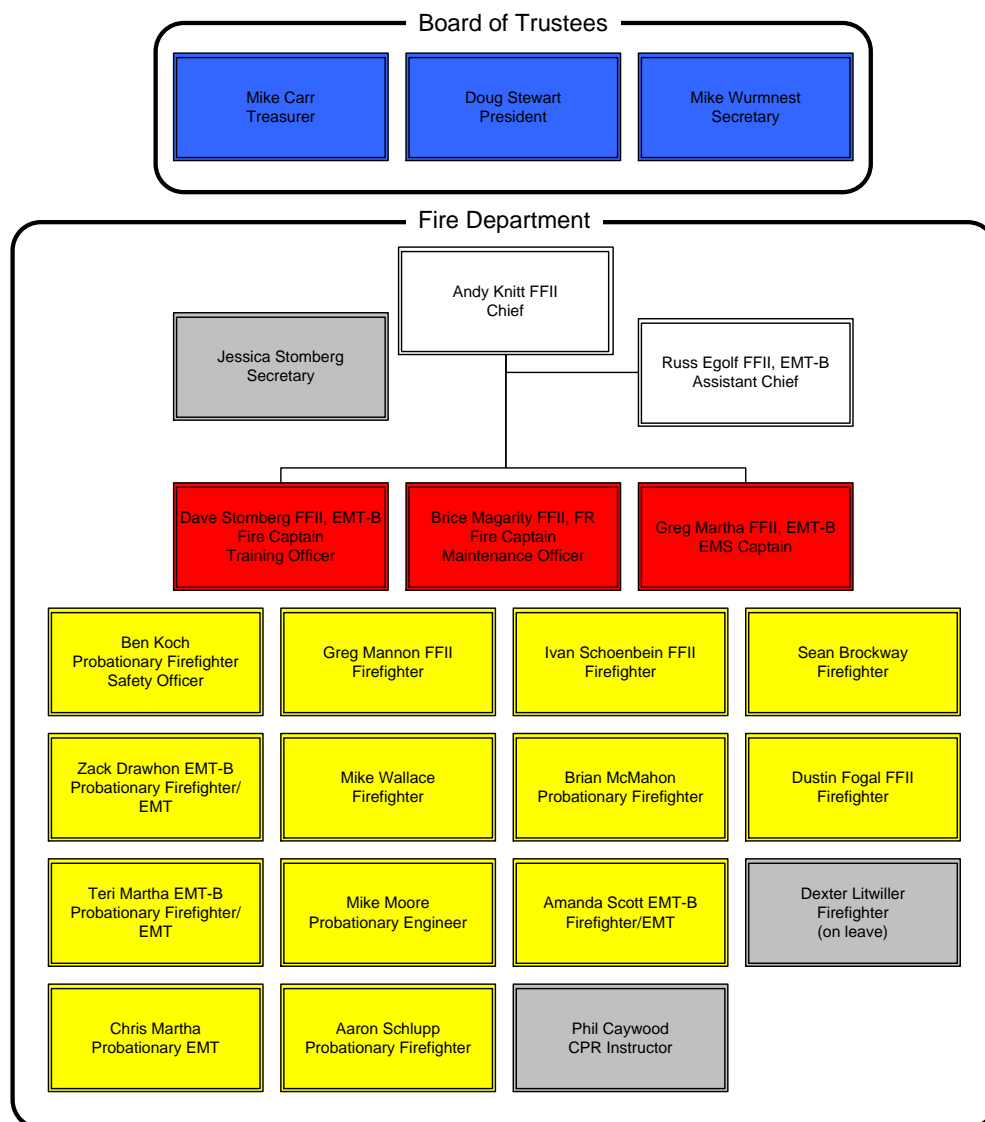 Board of Trustees
Mike Carr
Treasurer
Doug Stewart
President
Mike Wurmnest
Secretary
Fire Department
Andy Knitt FFII
Chief
Jessica Stomberg
Secretary
Russ Egolf FFII, EMT-B
Assistant Chief
Dave Stomberg FFII, EMT-B
Fire Captain
Training Officer
Brice Magarity FFII, FR
Fire Captain
Maintenance Officer
Greg Martha FFII, EMT-B
EMS Captain
Ben Koch
Probationary Firefighter
Safety Officer
Greg Mannon FFII
Firefighter
Ivan Schoenbein FFII
Firefighter
Sean Brockway
Firefighter
Zack Drawhon EMT-B
Probationary Firefighter/
EMT
Mike Wallace
Firefighter
Brian McMahon
Probationary Firefighter
Dustin Fogal FFII
Firefighter
Teri Martha EMT-B
Probationary Firefighter/
EMT
Mike Moore
Probationary Engineer
Amanda Scott EMT-B
Firefighter/EMT
Dexter Litwiller
Firefighter
(on leave)
Chris Martha
Probationary EMT
Aaron Schlupp
Probationary Firefighter
Phil Caywood
CPR Instructor